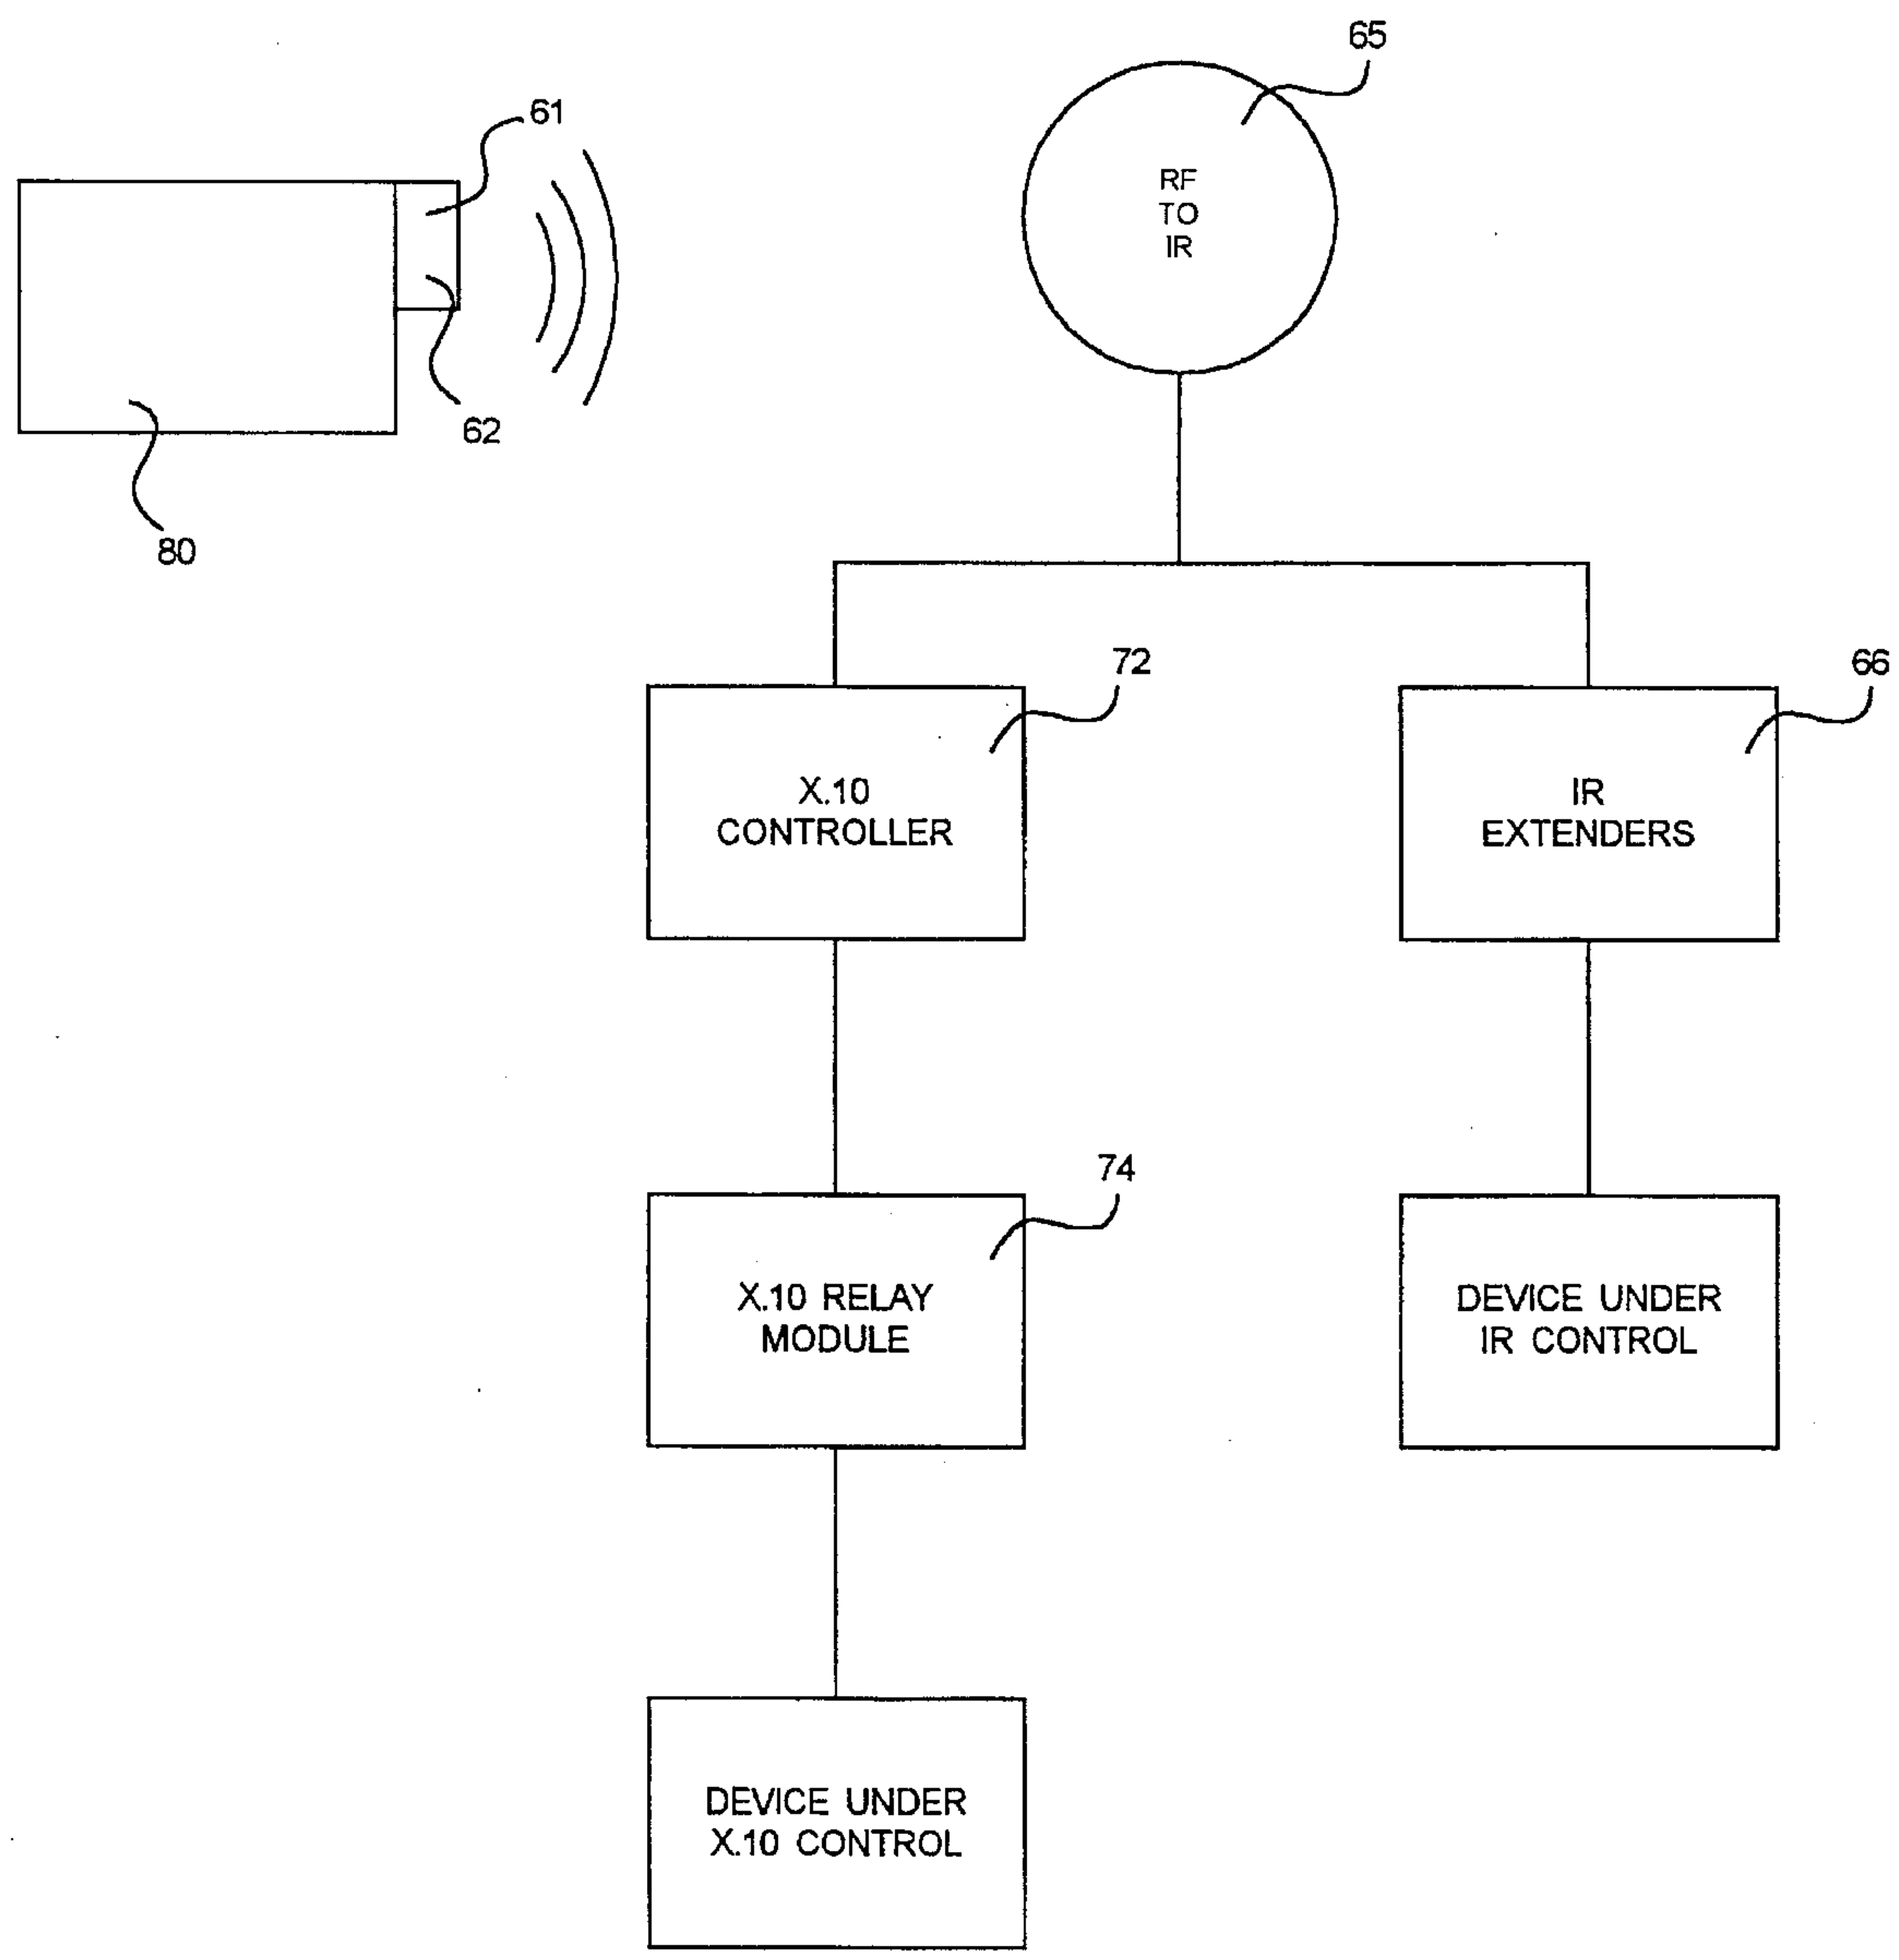 65
61
RF
TO
IR
62
80
72
66
X.10
CONTROLLER
IR
EXTENDERS
74
X.10 RELAY
MODULE
DEVICE UNDER
IR CONTROL
DEVICE UNDER
X.10 CONTROL